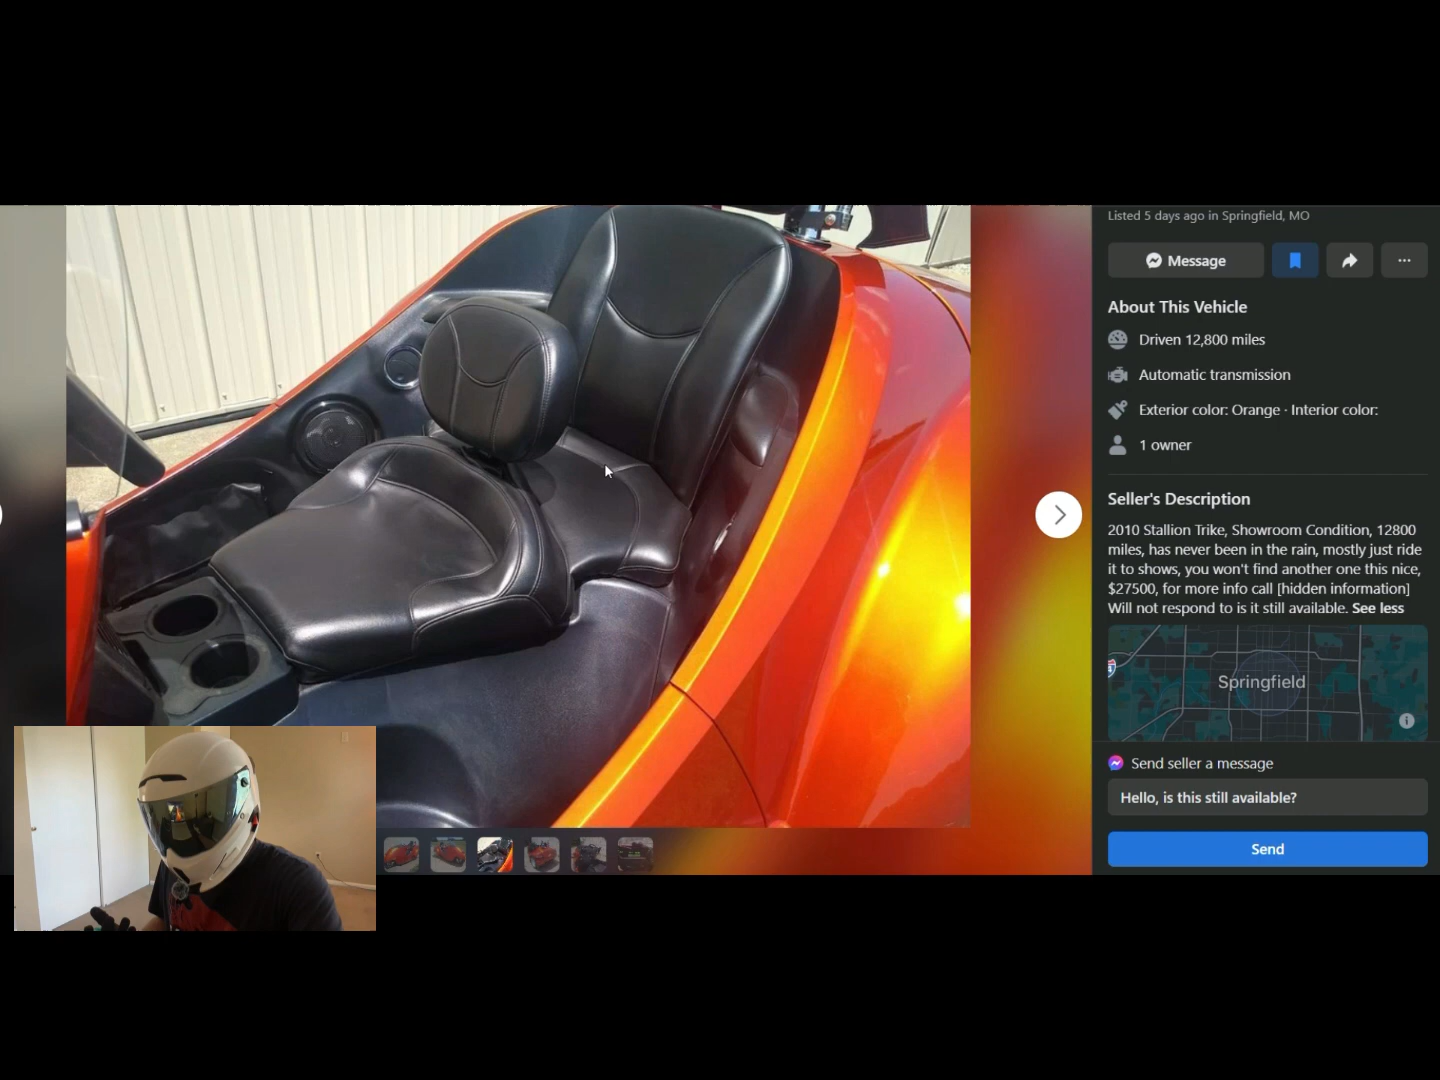 Listed 5 days ago in Springfield, MO
Message
About This Vehicle
Driven 12,800 miles
Automatic transmission
Exterior color: Orange · Interior color:
1 owner
Seller's Description
2010 Stallion Trike, Showroom Condition, 12800
miles, has never been in the rain, mostly just ride
it to shows, you won't find another one this nice,
$27500, for more info call [hidden information]
Will not respond to is it still available. See less
Springfield
Send seller a message
Hello, is this still available?
Send